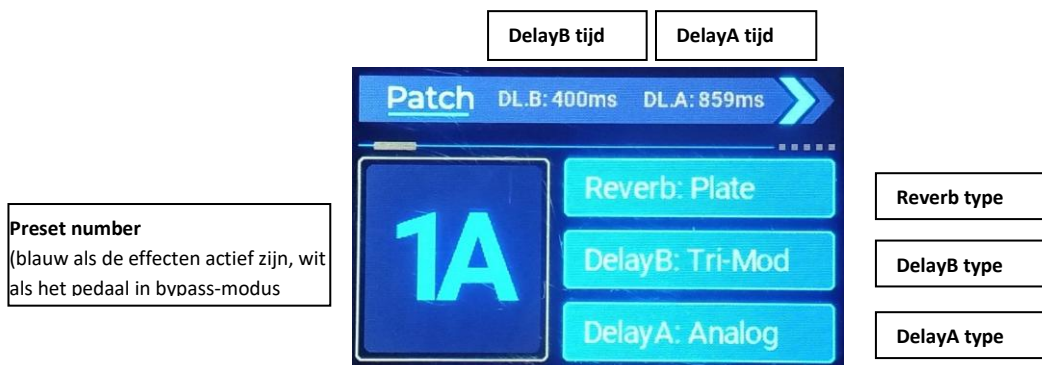 DelayB tijd
DelayA tijd
Patch DL.B: 400ms DL.A: 859ms
Reverb: Plate
Reverb type
Preset number
(blauw als de effecten actief zijn, wit
als het pedaal in bypass-modus
1A
DelayB: Tri-Mod
DelayB type
DelayA: Analog
DelayA type